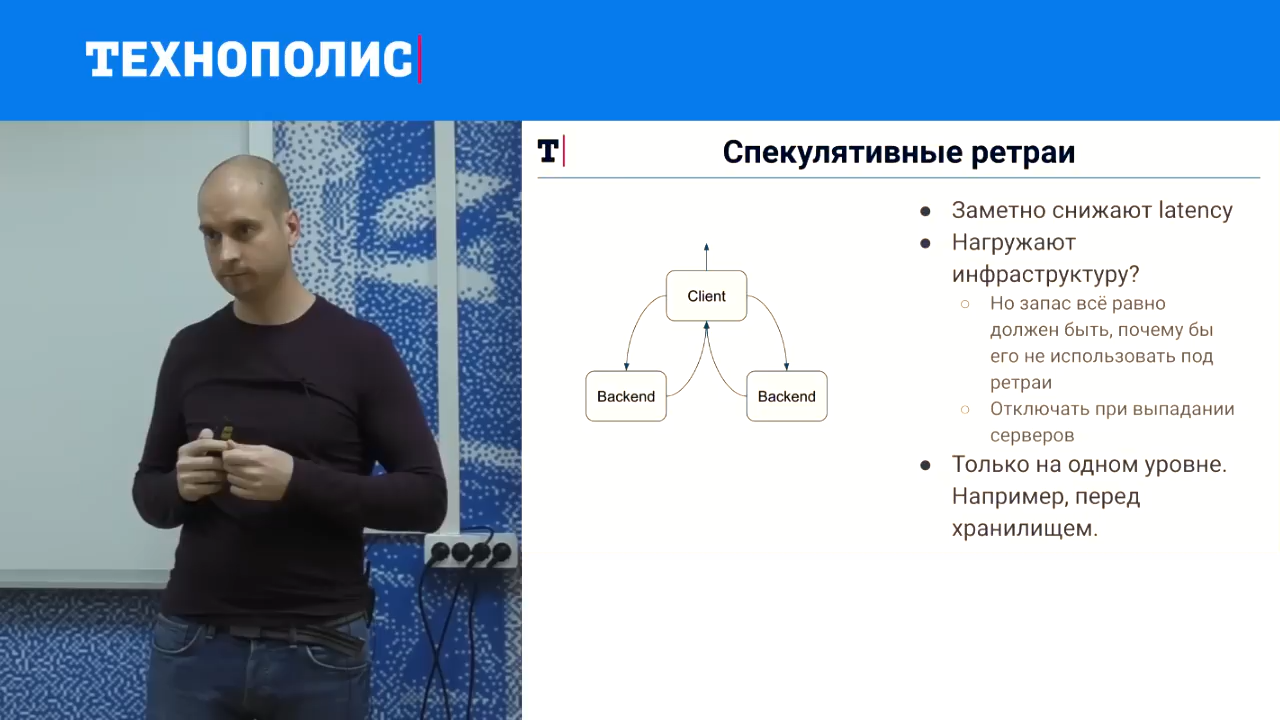 ТЕХНОПОЛИС
Т
Спекулятивные ретраи
Client
Backend
Backend
Заметно снижают latency
Нагружают
инфраструктуру?
Но запас всё равно
должен быть, почему бы
его не использовать под
ретраи
Отключать при выпадании
серверов
Только на одном уровне.
Например, перед
хранилищем.